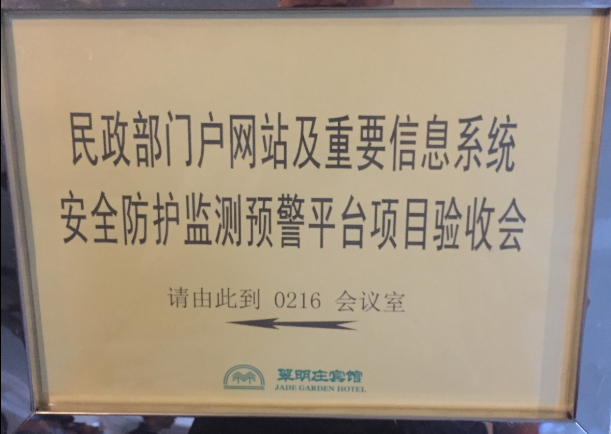 民政部门户网站及重要信息系统
安全防护监测预警平台项目验收会
请由此到 0216 会议室
翠明庄宾馆
JADE GARDEN HOTEL